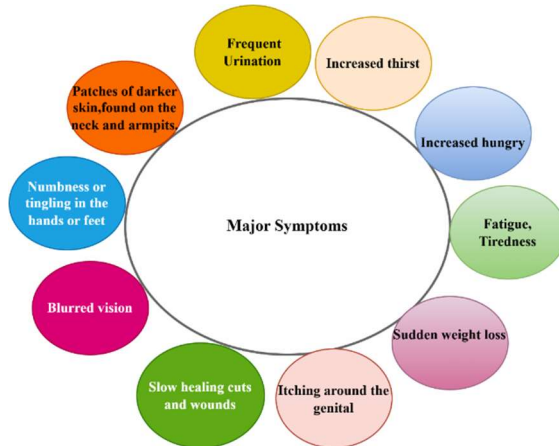 Frequent
Urination
Increased thirst
Increased hungry
Fatigue,
Tiredness
Sudden weight loss
Itching around the
genital
Slow healing cuts
and wounds
Blurred vision
Numbness or
tingling in the
hands or feet
Patches of darker
skin,found on the
neck and armpits.
Major Symptoms